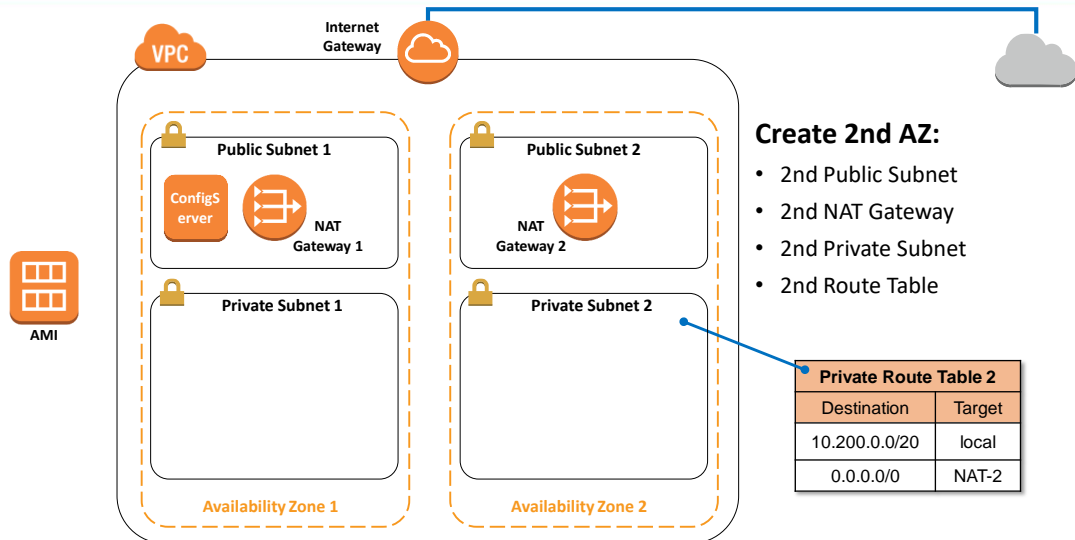 Internet
Gateway
VPC
Public Subnet 1
ConfigS
erver
NAT
Gateway 1
Private Subnet 1
Availability Zone 1
Public Subnet 2
NAT
Gateway 2
Private Subnet 2
Availability Zone 2
AMI
Create 2nd AZ:
• 2nd Public Subnet
• 2nd NAT Gateway
• 2nd Private Subnet
• 2nd Route Table
Private Route Table 2
Destination Target
10.200.0.0/20 local
0.0.0.0/0 NAT-2